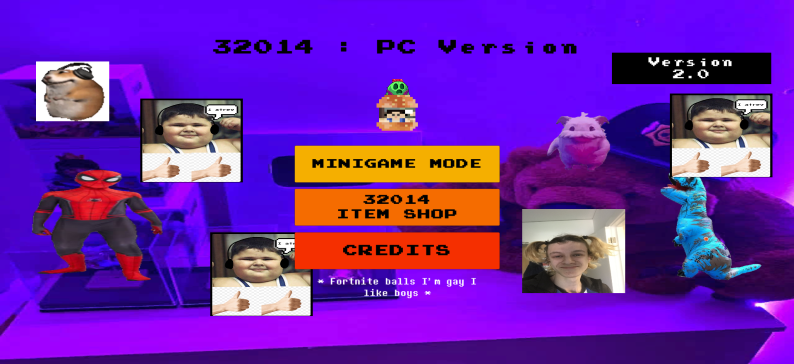 32014 : PC Version
Version
2.0
MINIGAME MODE
32014
ITEM SHOP
CREDITS
* Fortnite balls I'm gay I
like boys *